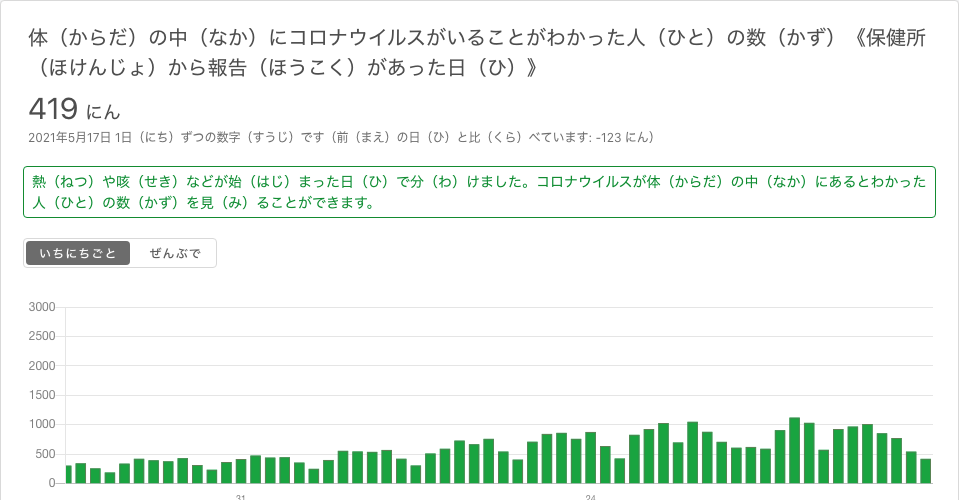 体（からだ）の中（なか）にコロナウイルスがいることがわかった人（ひと）の数（かず）《保健所
（ほけんじょ）から報告（ほうこく）があった日（ひ）》
419 にん
2021年5月17日 1日（にち）ずつの数字（すうじ）です（前（まえ）の日（ひ）と比（くら）べています: -123 にん）
熱（ねつ）や咳（せき）などが始（はじ）まった日（ひ）で分（わ）けました。コロナウイルスが体（からだ）の中（なか）にあるとわかった
人（ひと）の数（かず）を見（み）ることができます。
いちにちごと ぜんぶで
3000
2500
2000
1500
1000
500
0
31 24